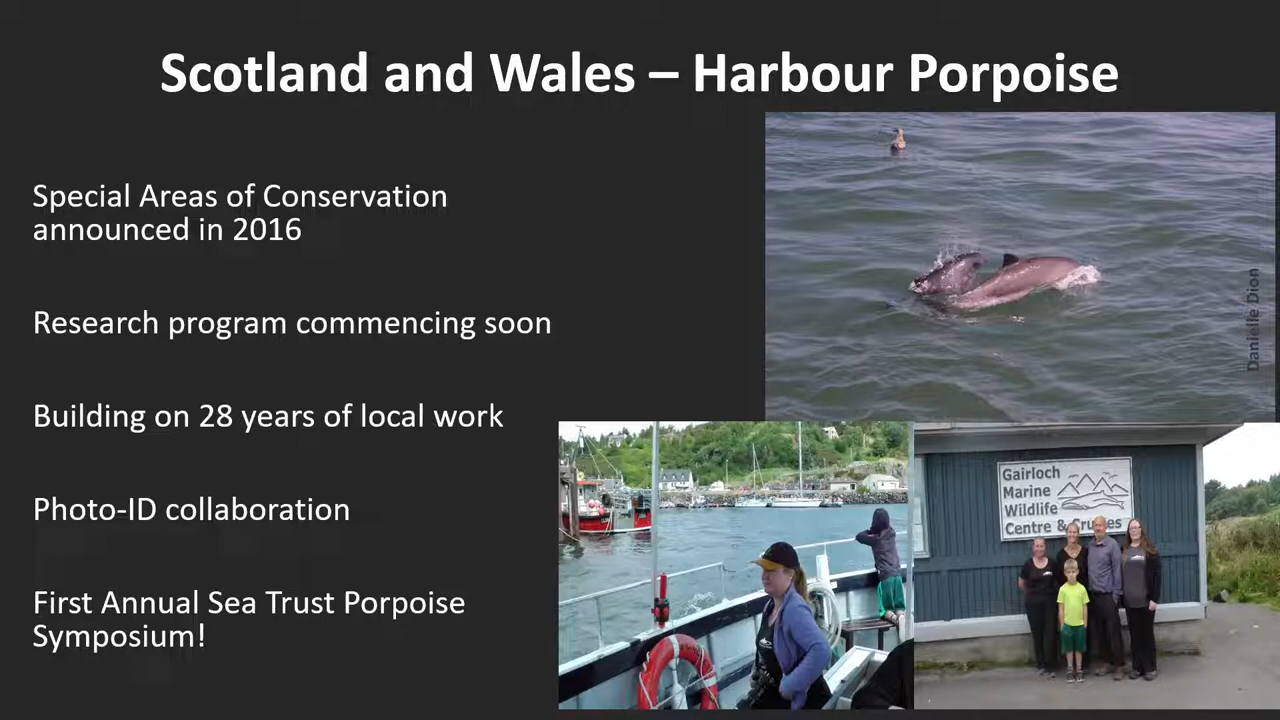 Scotland and Wales – Harbour Porpoise
Special Areas of Conservation
announced in 2016
Research program commencing soon
Building on 28 years of local work
Photo-ID collaboration
First Annual Sea Trust Porpoise
Symposium!
Danielle Dion
Gairloch
Marine
Wildlife
Centre & Cruises